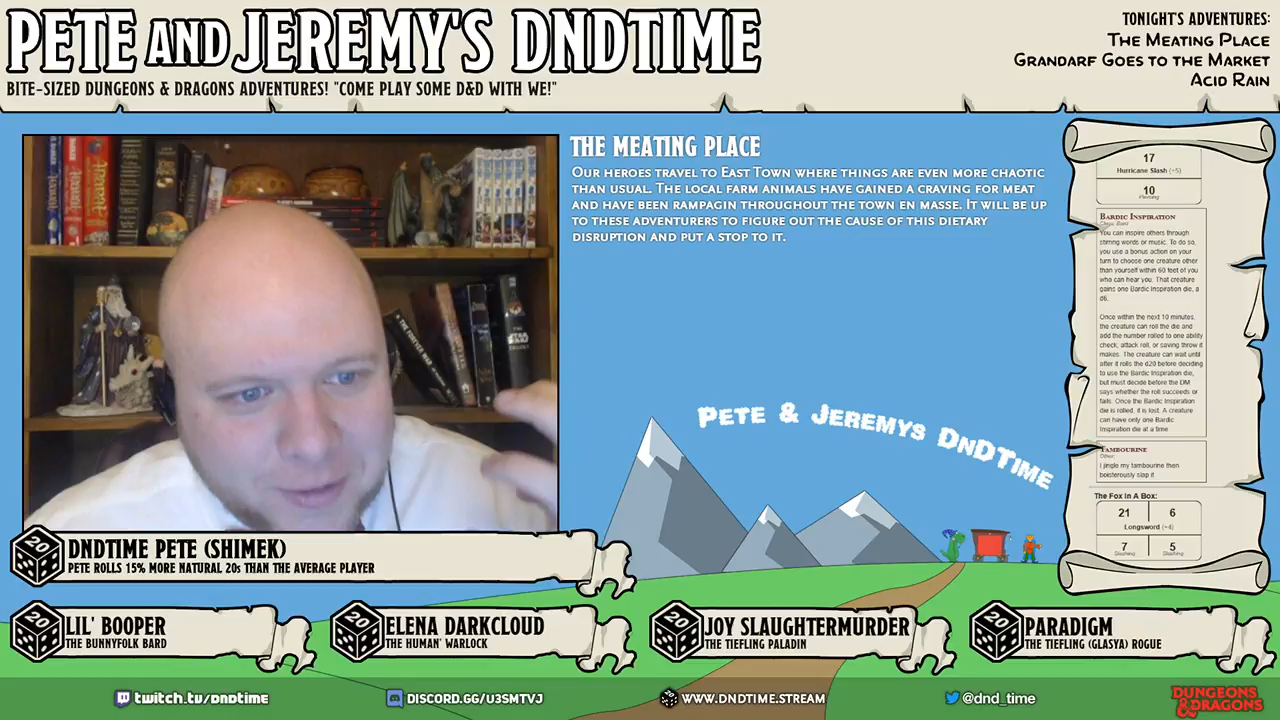 PETE AND JEREMY'S DNDTIME
BITE-SIZED DUNGEONS & DRAGONS ADVENTURES! "COME PLAY SOME D&D WITH WE!"
TONIGHT'S ADVENTURES:
THE MEATING PLACE
GRANDARF GOES TO THE MARKET
ACID RAIN
THE MEATING PLACE
OUR HEROES TRAVEL TO EAST TOWN WHERE THINGS ARE EVEN MORE CHAOTIC
THAN USUAL. THE LOCAL FARM ANIMALS HAVE GAINED A CRAVING FOR MEAT
AND HAVE BEEN RAMPAGIN THROUGHOUT THE TOWN EN MASSE. IT WILL BE UP
TO THESE ADVENTURERS TO FIGURE OUT THE CAUSE OF THIS DIETARY
DISRUPTION AND PUT A STOP TO IT.
17
Hurricane Slash (+5)
10
Piercing
BARDIC INSPIRATION
Class: Bard
You can inspire others through
stirring words or music. To do so,
you use a bonus action on your
turn to choose one creature other
than yourself within 60 feet of you
who can hear you. That creature
gains one Bardic Inspiration die, a
d6.
Once within the next 10 minutes,
the creature can roll the die and
add the number rolled to one ability
check, attack roll, or saving throw it
makes. The creature can wait until
after it rolls the d20 before deciding
to use the Bardic Inspiration die,
but must decide before the DM
says whether the roll succeeds or
fails. Once the Bardic Inspiration
die is rolled, it is lost. A creature
can have only one Bardic
Inspiration die at a time
TAMBOURINE
Other:
I jingle my tambourine then
boisterously slap it
The Fox In A Box:
21 6
Longsword (+4)
7 5
Slashing Slashing
PETE & JEREMYS DNDTIME
STAR WARS
20
DNDTIME PETE (SHIMEK)
PETE ROLLS 15% MORE NATURAL 20S THAN THE AVERAGE PLAYER
20
LIL' BOOPER
THE BUNNYFOLK BARD
20
ELENA DARKCLOUD
THE HUMAN' WARLOCK
20
JOY SLAUGHTERMURDER
THE TIEFLING PALADIN
20
PARADIGM
THE TIEFLING (GLASYA) ROGUE
twitch.tv/dndtime
DISCORD.GG/U3SMTVJ
WWW.DNDTIME.STREAM
@dnd_time
DUNGEONS
& DRAGONS